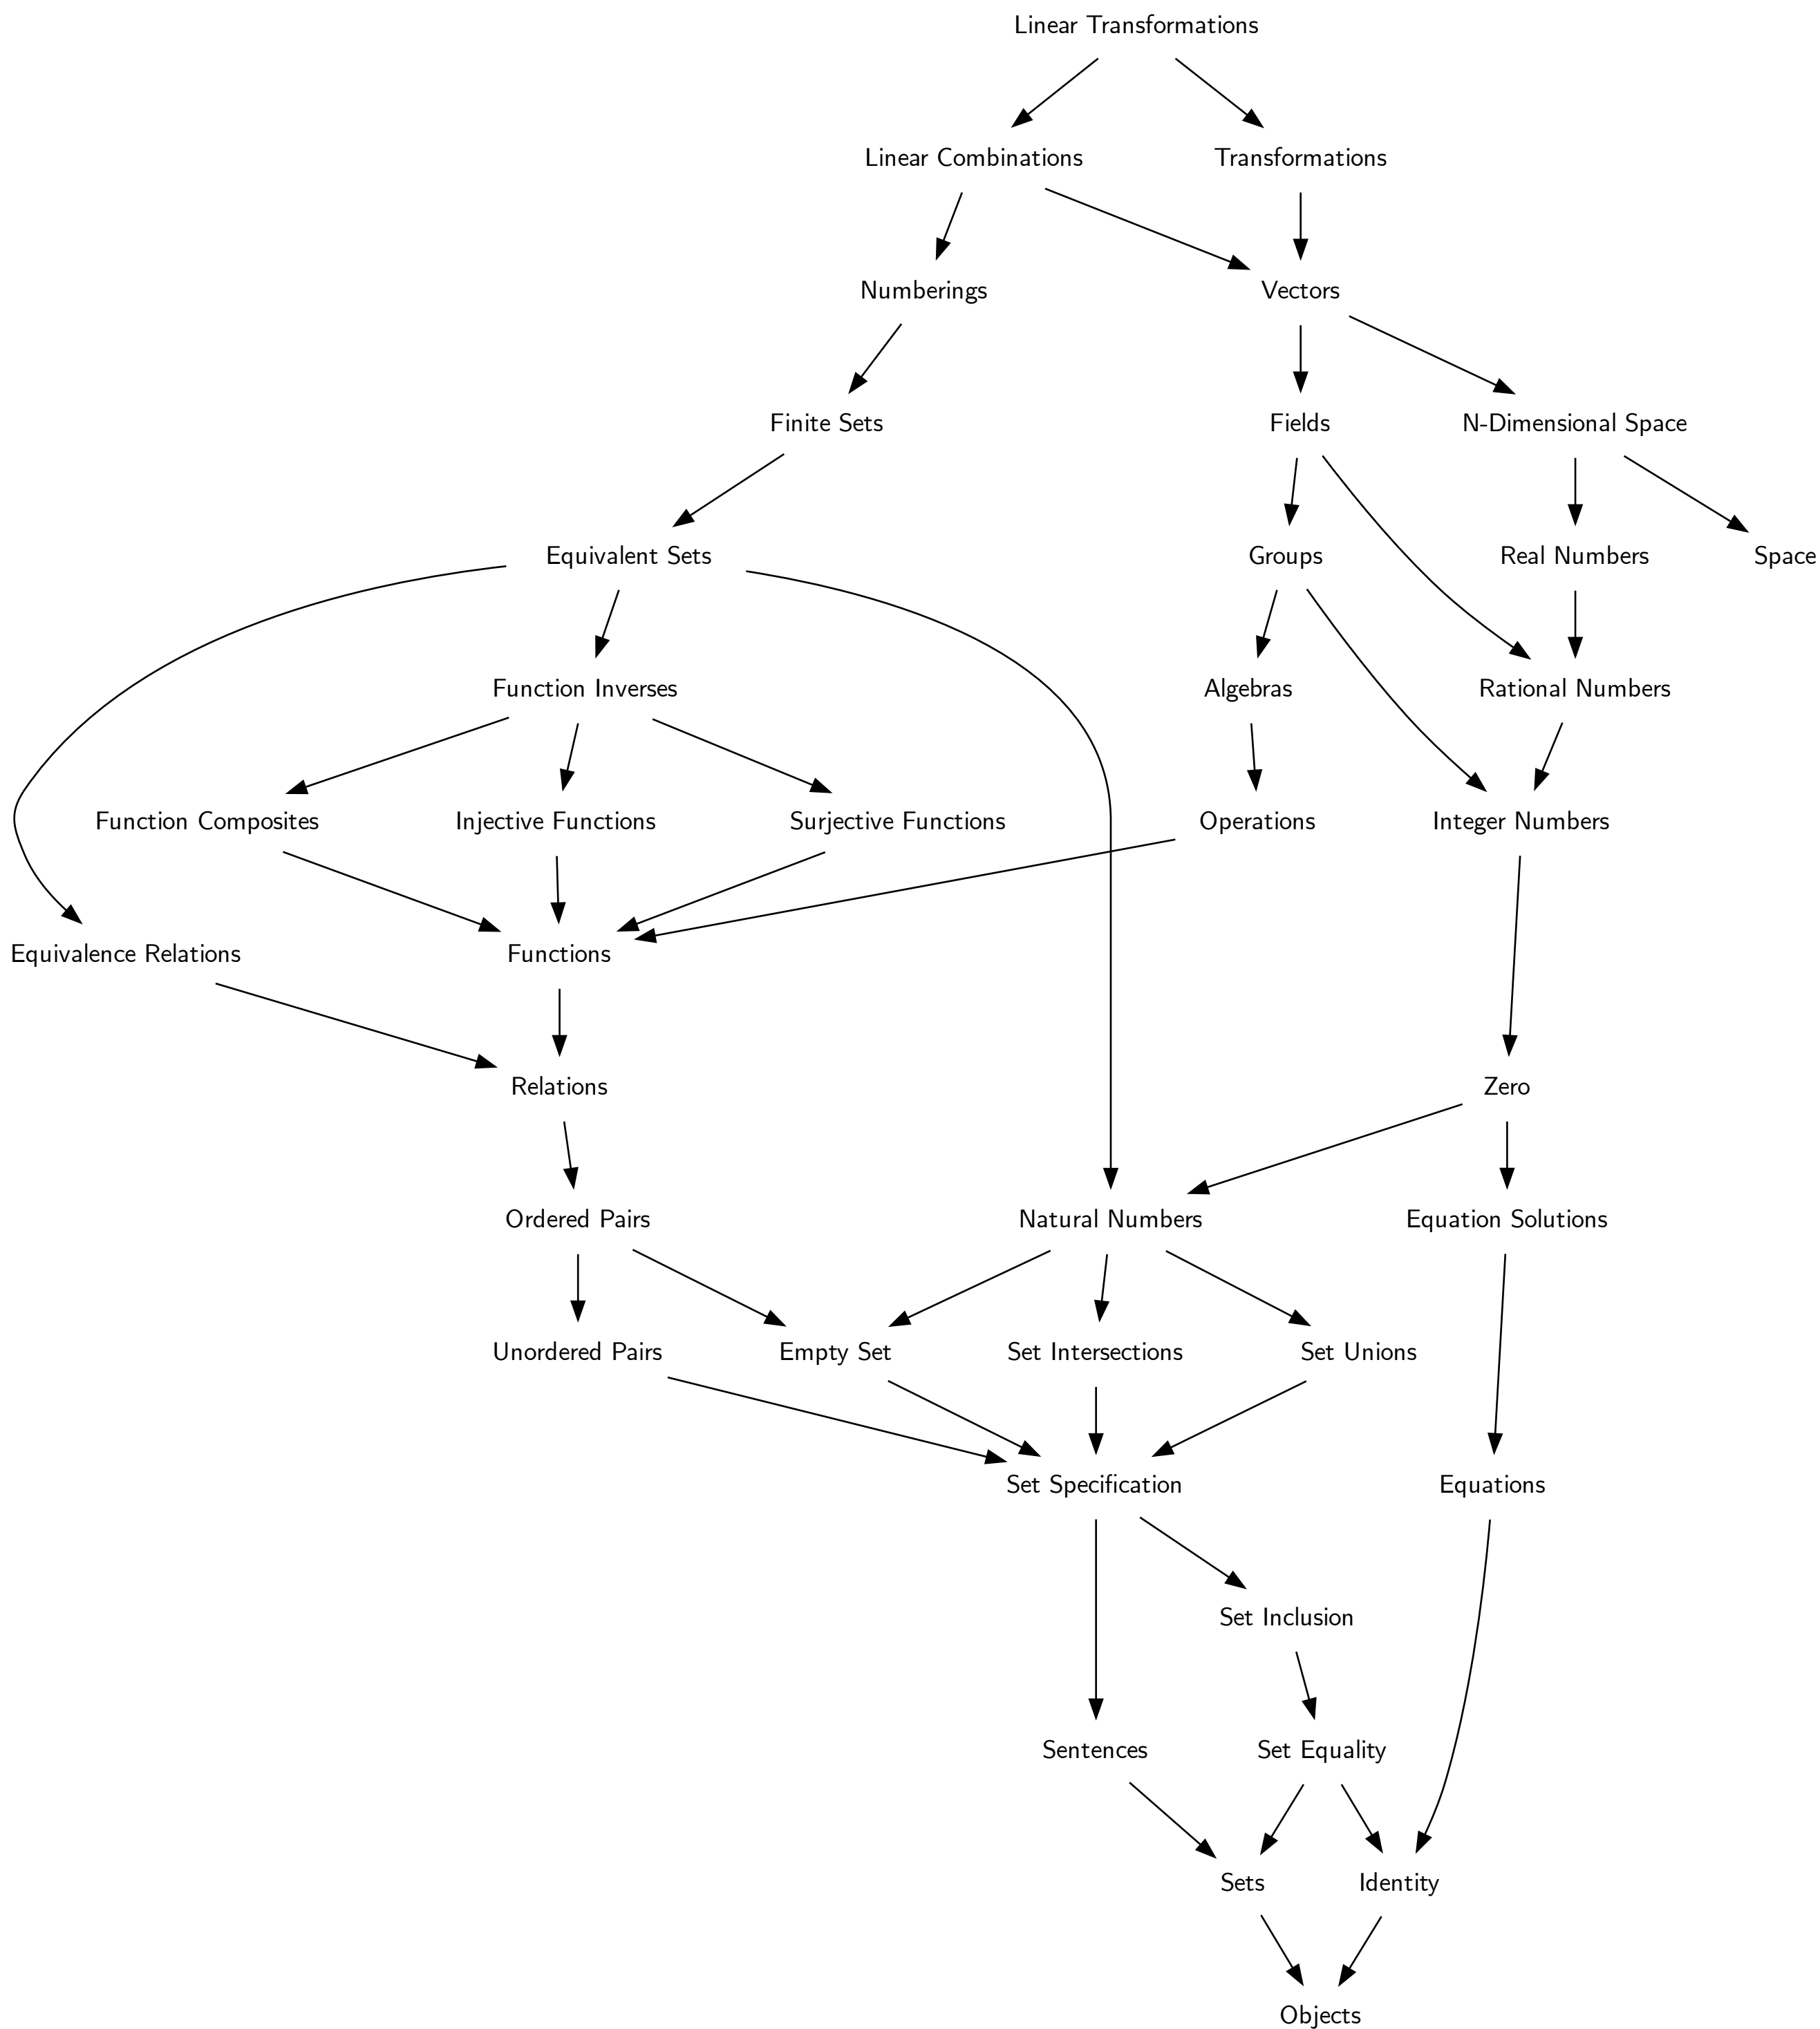 Linear Transformations
Linear Combinations
Transformations
Numberings
Vectors
Finite Sets
Fields
N-Dimensional Space
Equivalent Sets
Groups
Real Numbers
Space
Function Inverses
Algebras
Rational Numbers
Function Composites
Injective Functions
Surjective Functions
Operations
Integer Numbers
Equivalence Relations
Functions
Relations
Zero
Ordered Pairs
Natural Numbers
Equation Solutions
Unordered Pairs
Empty Set
Set Intersections
Set Unions
Set Specification
Equations
Set Inclusion
Sentences
Set Equality
Sets
Identity
Objects